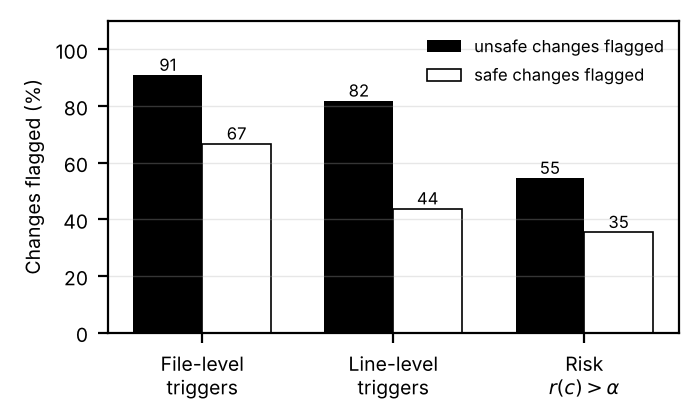 Changes flagged (%)
100
80
60
40
20
0
unsafe changes flagged
safe changes flagged
91
67
82
44
55
35
File-level
triggers
Line-level
triggers
Risk
r(c) > α